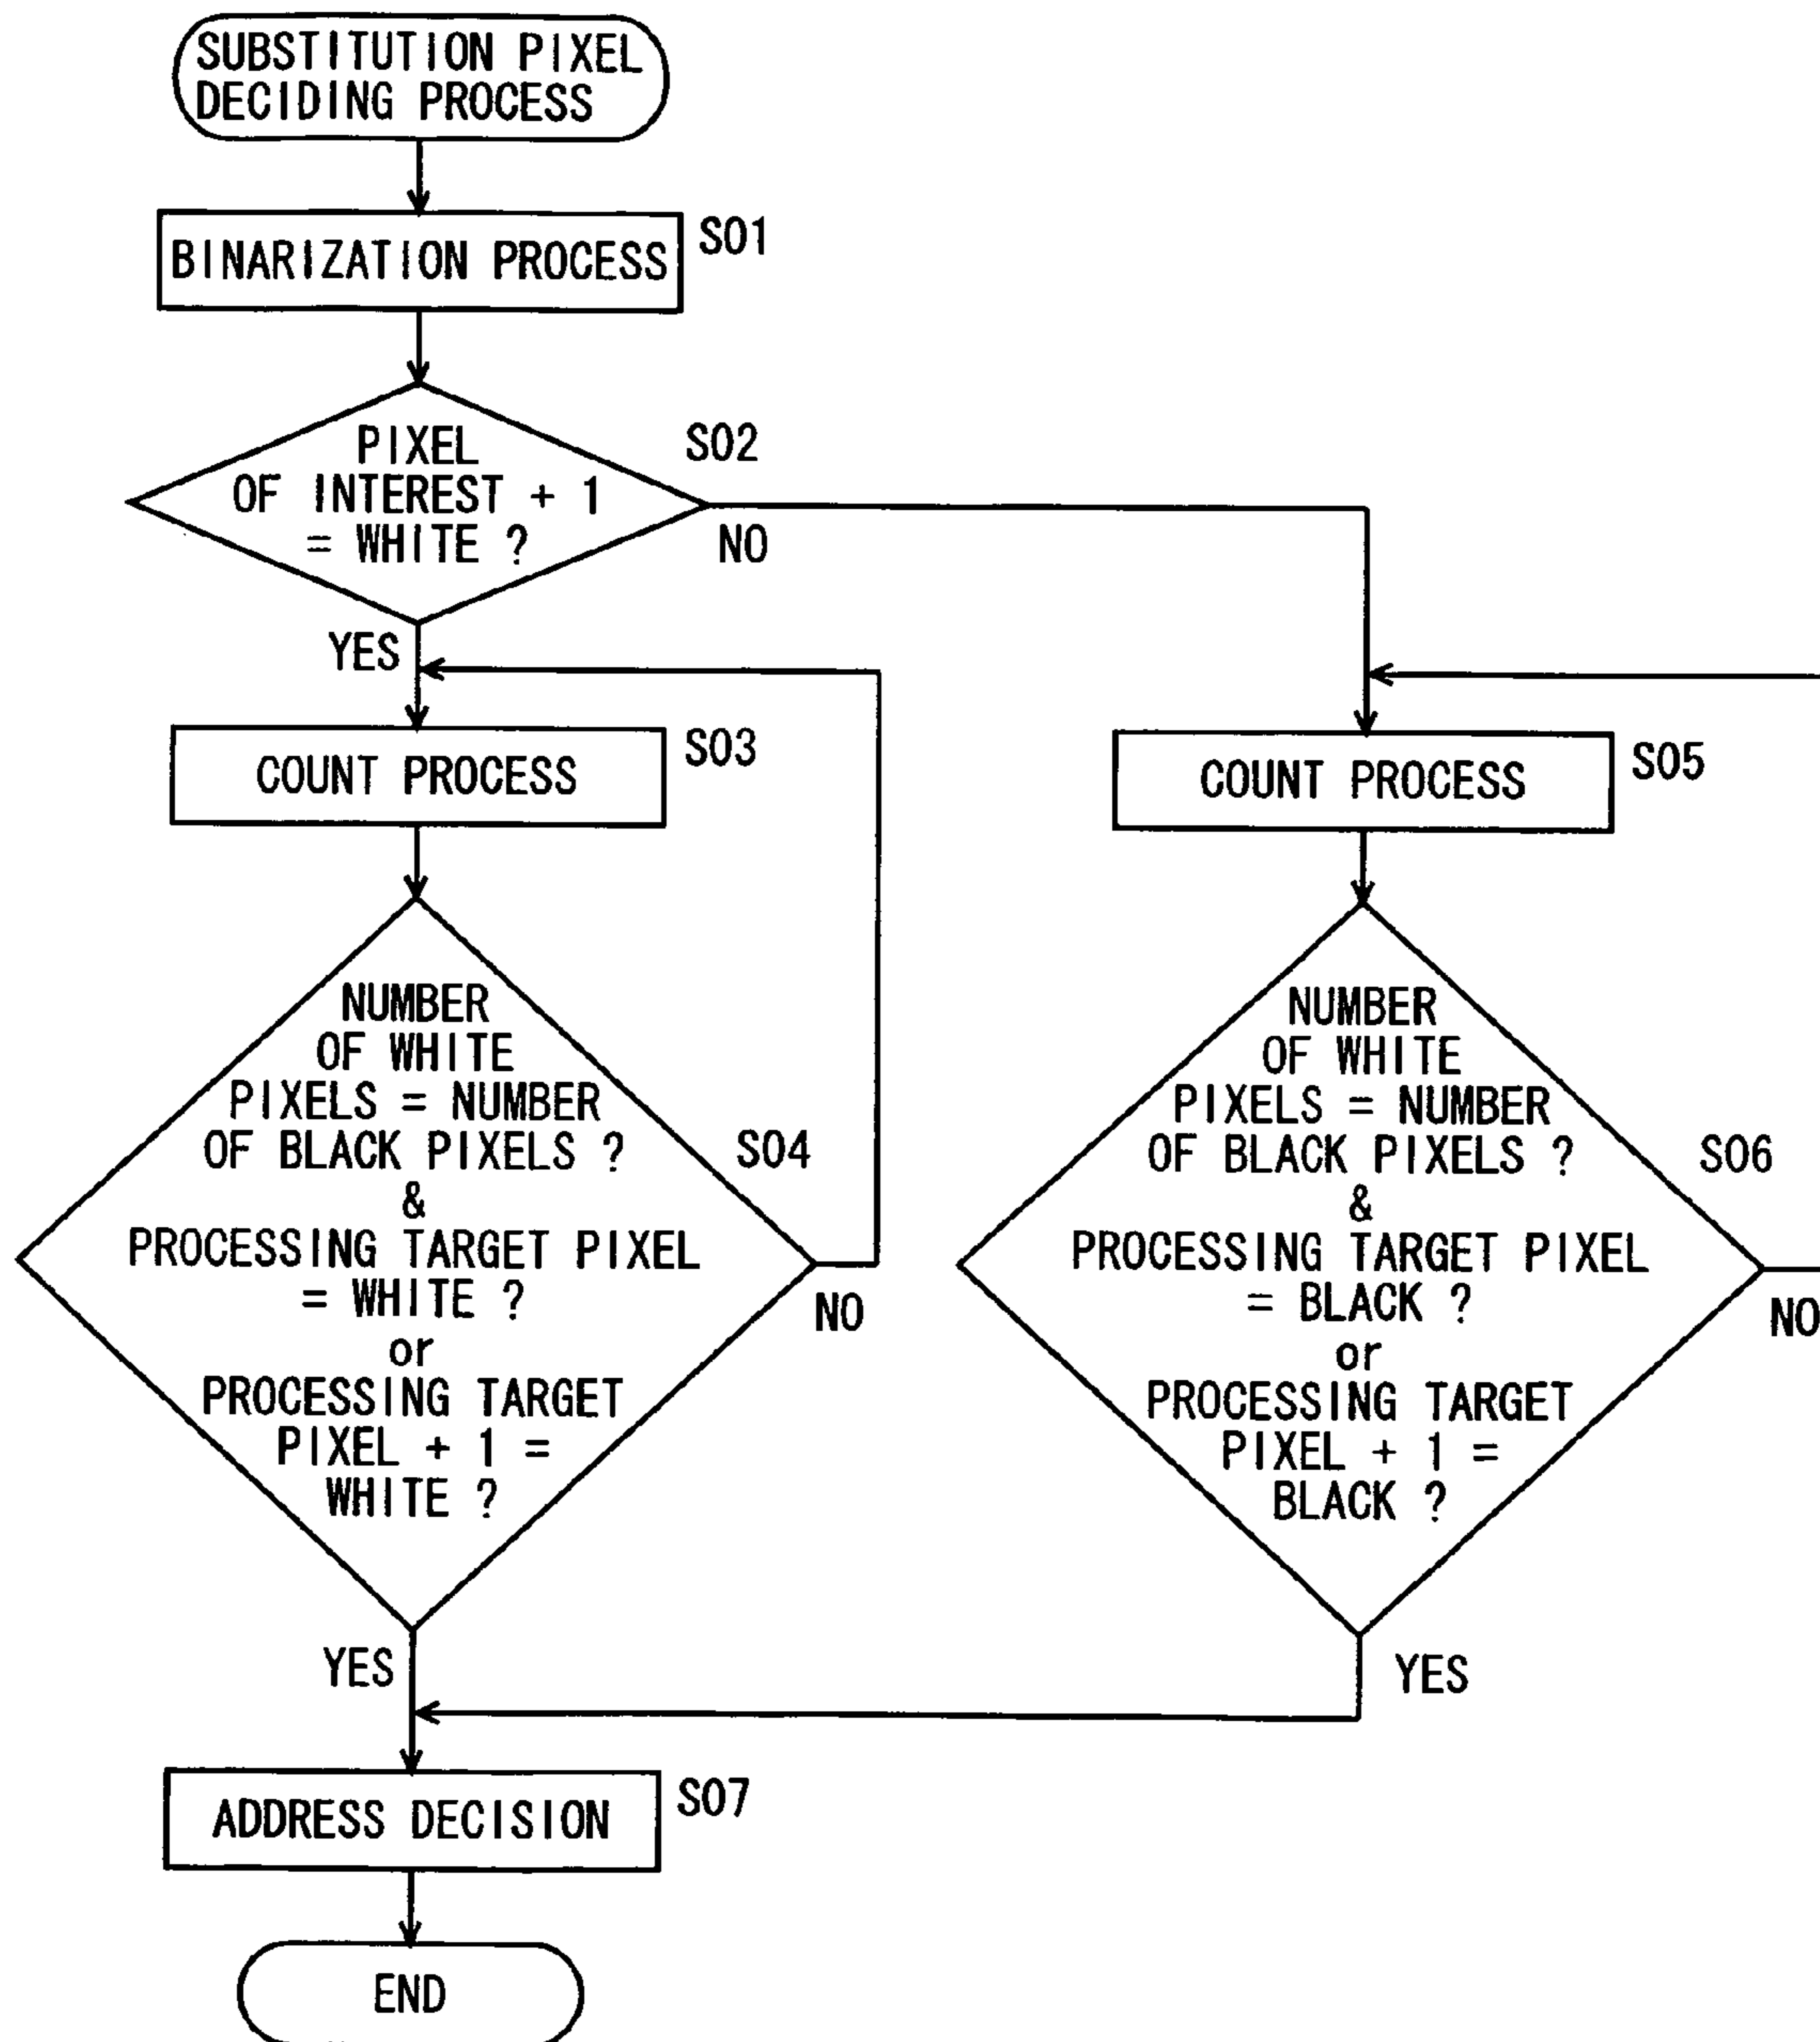 SUBSTITUTION PIXEL
DECIDING PROCESS
BINARIZATION PROCESS
S01
PIXEL
OF INTEREST + 1
= WHITE ?
S02
NO
YES
COUNT PROCESS
S03
NUMBER
OF WHITE
PIXELS = NUMBER
OF BLACK PIXELS ?
&
PROCESSING TARGET PIXEL
= WHITE ?
or
PROCESSING TARGET
PIXEL + 1 =
WHITE ?
S04
NO
YES
COUNT PROCESS
S05
NUMBER
OF WHITE
PIXELS = NUMBER
OF BLACK PIXELS ?
&
PROCESSING TARGET PIXEL
= BLACK ?
or
PROCESSING TARGET
PIXEL + 1 =
BLACK ?
S06
NO
YES
ADDRESS DECISION
S07
END